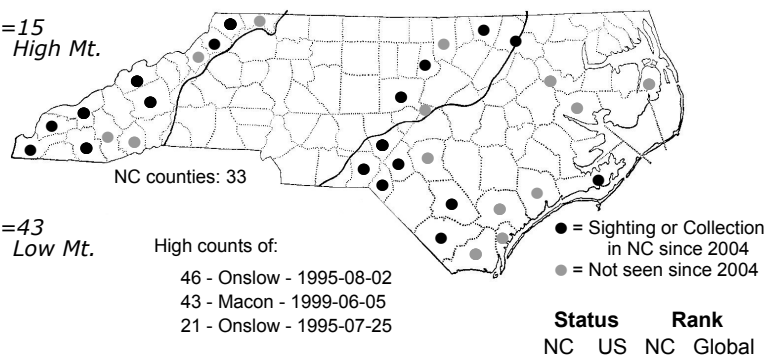 =15
High Mt.
NC counties: 33
=43
Low Mt.
High counts of:
46 - Onslow - 1995-08-02
43 - Macon - 1999-06-05
21 - Onslow - 1995-07-25
● = Sighting or Collection
in NC since 2004
● = Not seen since 2004
Status Rank
NC US NC Global